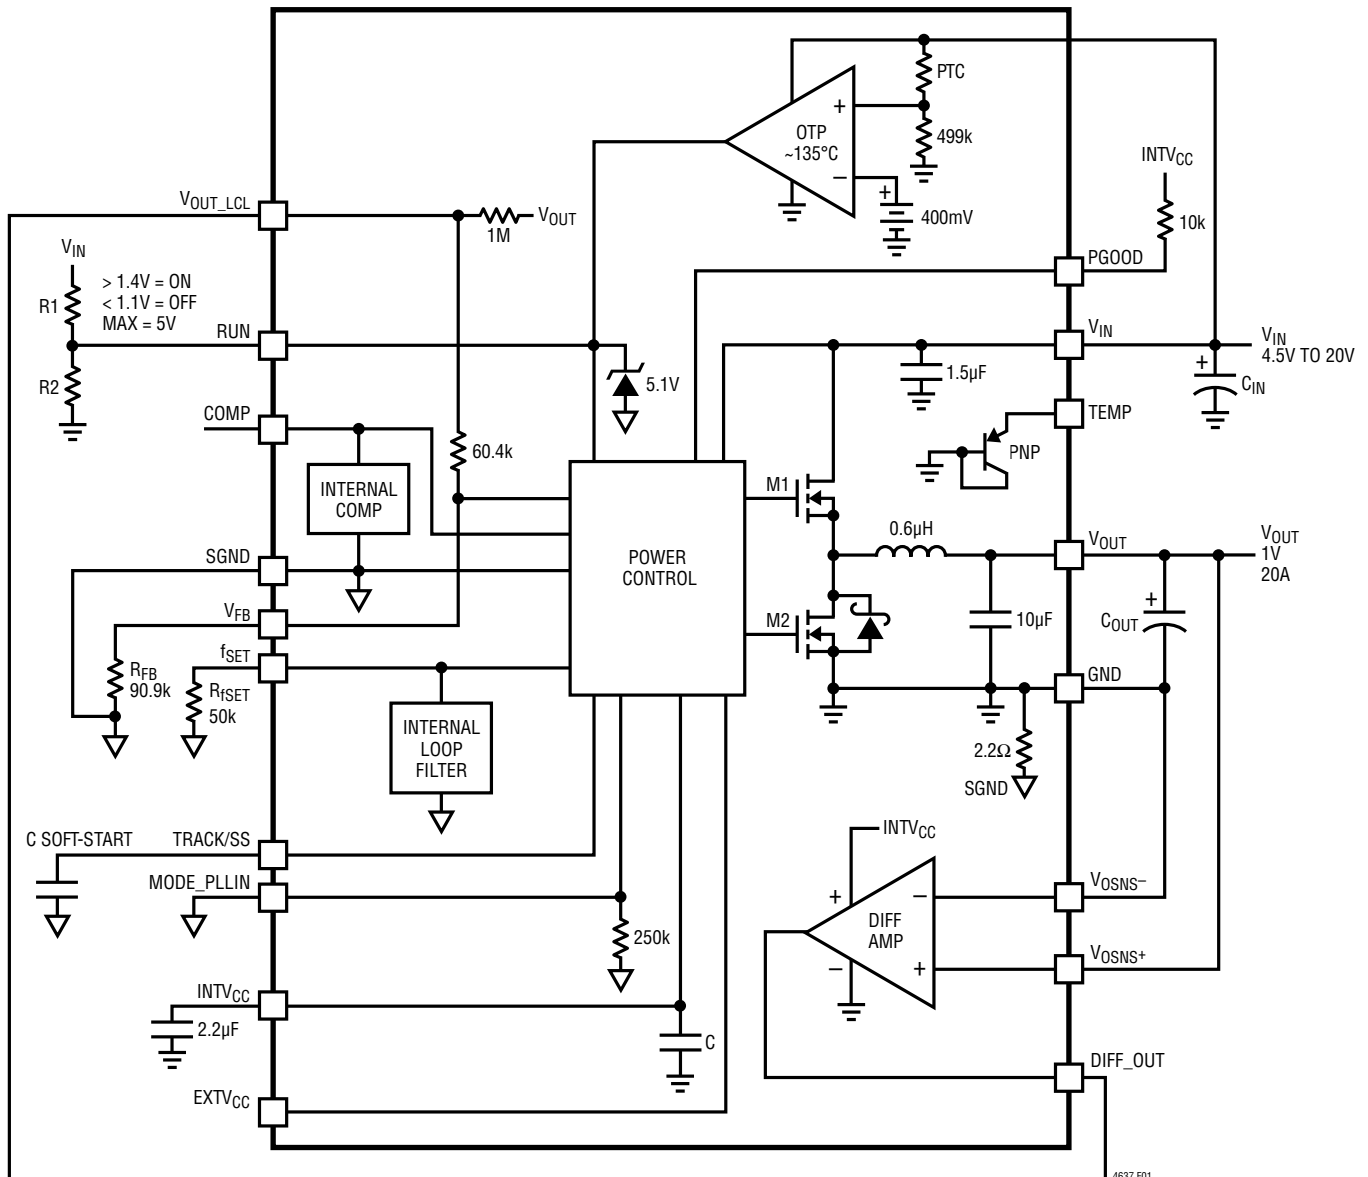 PTC
+
OTP
~135°C
499k
–
+
400mV
INTVCC
10k
PGOOD
VOUT_LCL
1M
VOUT
VIN
R1
> 1.4V = ON
< 1.1V = OFF
MAX = 5V
RUN
R2
5.1V
VIN
1.5µF
VIN
4.5V TO 20V
+
CIN
TEMP
PNP
COMP
60.4k
INTERNAL
COMP
M1
POWER
CONTROL
0.6µH
VOUT
VOUT
1V
20A
SGND
VFB
fSET
RFB
90.9k
RfSET
50k
M2
10µF
+
COUT
GND
INTERNAL
LOOP
FILTER
2.2Ω
SGND
C SOFT-START
TRACK/SS
MODE_PLLIN
250k
INTVCC
+
–
DIFF
AMP
–
+
VOSNS–
VOSNS+
INTVCC
2.2µF
C
EXTVCC
DIFF_OUT
4637 F01